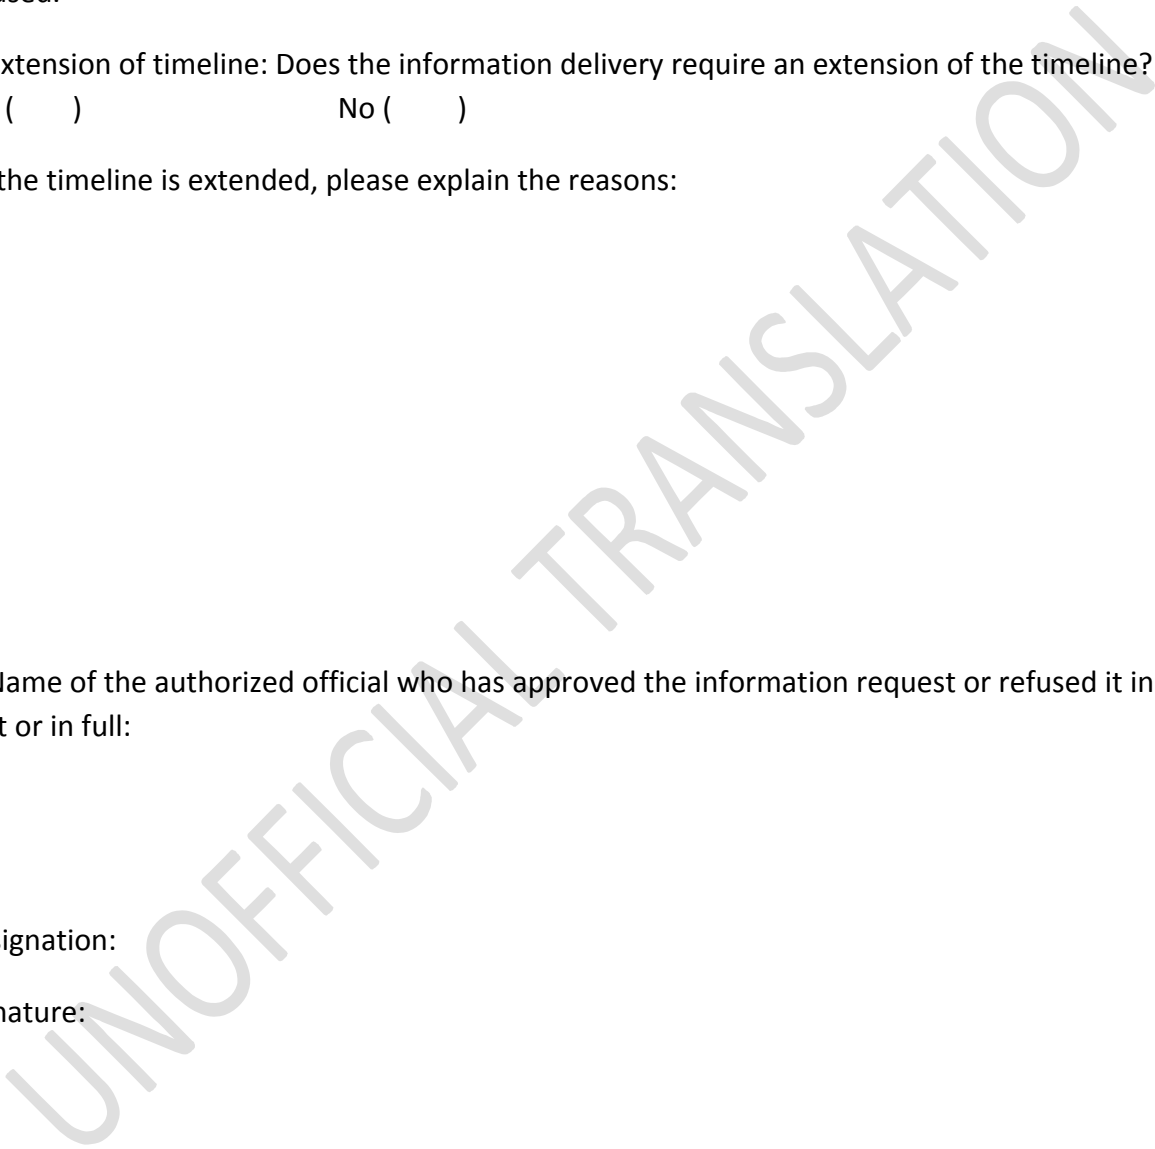 xtension of timeline: Does the information delivery require an extension of the timeline?
( ) No ( )
the timeline is extended, please explain the reasons:
ame of the authorized official who has approved the information request or refused it in
t or in full:
ignation:
nature:
UNOFFICIAL TRANSLATION